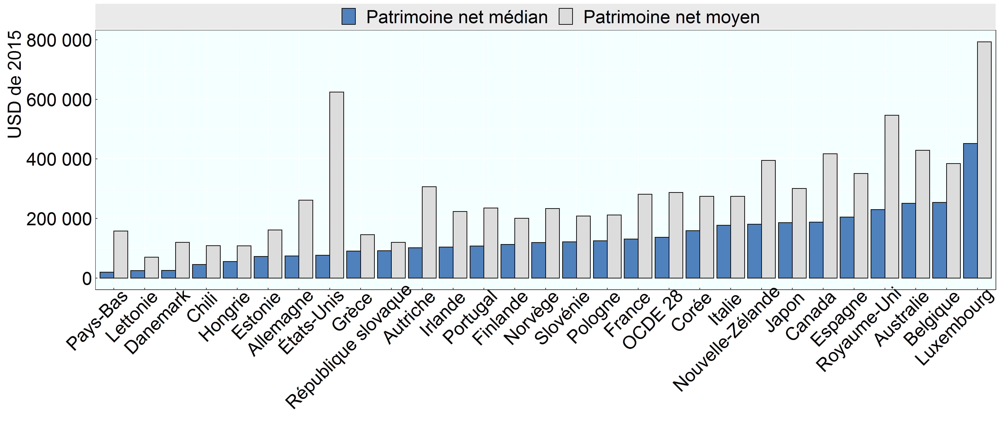 Patrimoine net médian Patrimoine net moyen
USD de 2015
800 000
600 000
400 000
200 000
0
Pays-Bas
Lettonie
Danemark
Chili
Hongrie
Estonie
Allemagne
États-Unis
Grèce
République slovaque
Autriche
Irlande
Portugal
Finlande
Norvège
Slovénie
Pologne
France
OCDE 28
Corée
Italie
Nouvelle-Zélande
Japon
Canada
Espagne
Royaume-Uni
Australie
Belgique
Luxembourg